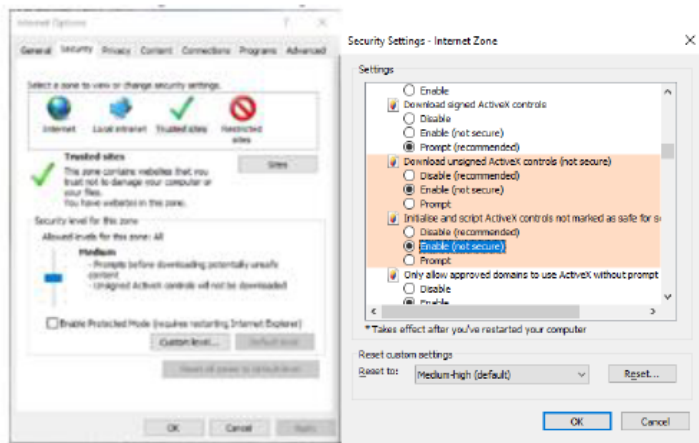 Internet Options
General Security Privacy Content Connections Programs Advanced
Select a zone to view or change security settings.
Internet Local intranet Trusted sites Restricted sites
Trusted sites
Sites
This zone contains websites that you
trust not to damage your computer or
your files.
You have websites in this zone.
Security level for this zone
Allowed levels for this zone: All
Medium
- Prompts before downloading potentially unsafe
content
- Unsigned ActiveX controls will not be downloaded
Enable Protected Mode (requires restarting Internet Explorer)
Custom level... Default level
Reset all zones to default level
OK Cancel Apply
Security Settings - Internet Zone
Settings
Enable
Download signed ActiveX controls
Disable
Enable (not secure)
Prompt (recommended)
Download unsigned ActiveX controls (not secure)
Disable (recommended)
Enable (not secure)
Prompt
Initialise and script ActiveX controls not marked as safe for s
Disable (recommended)
Enable (not secure)
Prompt
Only allow approved domains to use ActiveX without prompt
Disable
Enable
*Takes effect after you've restarted your computer
Reset custom settings
Reset to: Medium-high (default) Reset...
OK Cancel